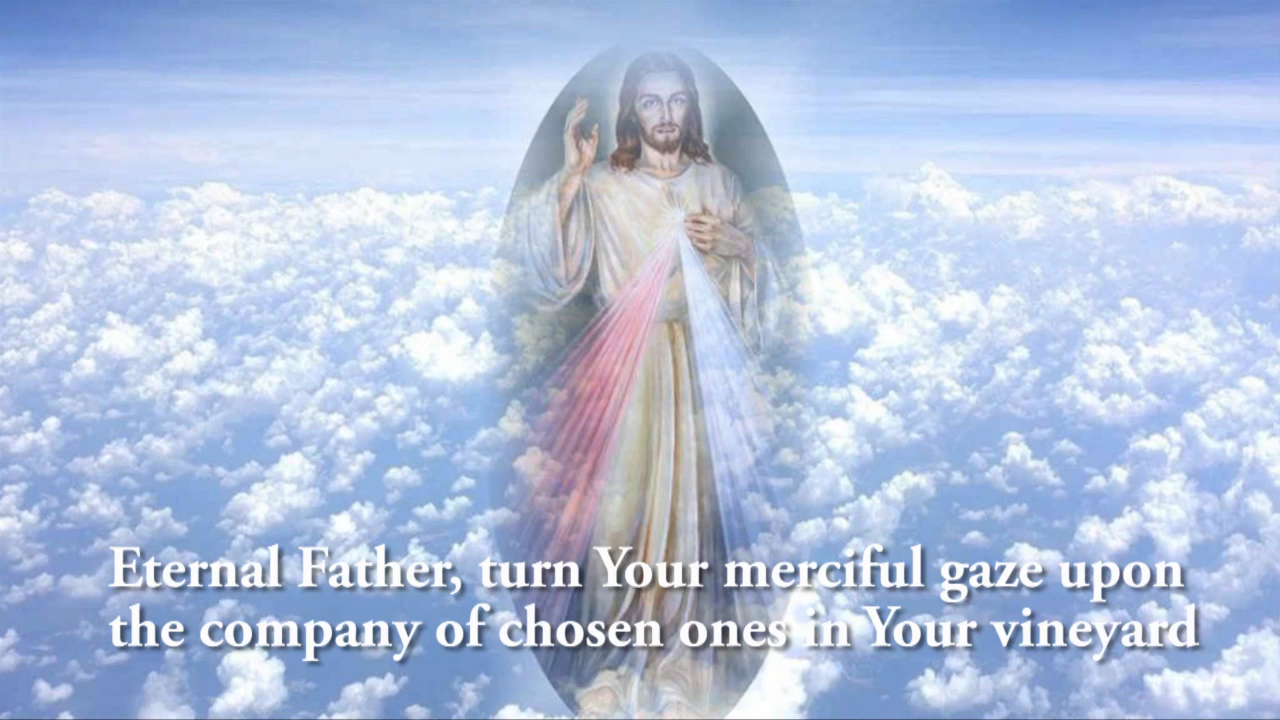 Eternal Father, turn Your merciful gaze upon
the company of chosen ones in Your vineyard